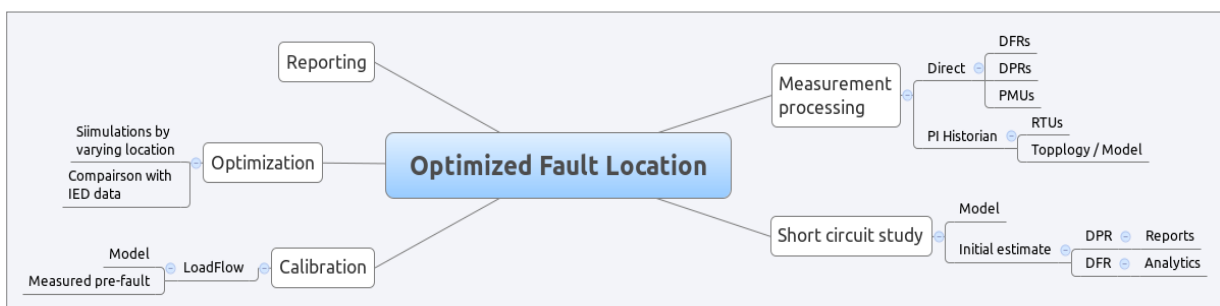 Reporting
Siimulations by
varying location
Optimization
Compairson with
IED data
Model
LoadFlow
Measured pre-fault
Calibration
Optimized Fault Location
Measurement
processing
Direct
DFRs
DPRs
PMUs
PI Historian
RTUs
Topplogy / Model
Short circuit study
Model
Initial estimate
DPR
Reports
DFR
Analytics